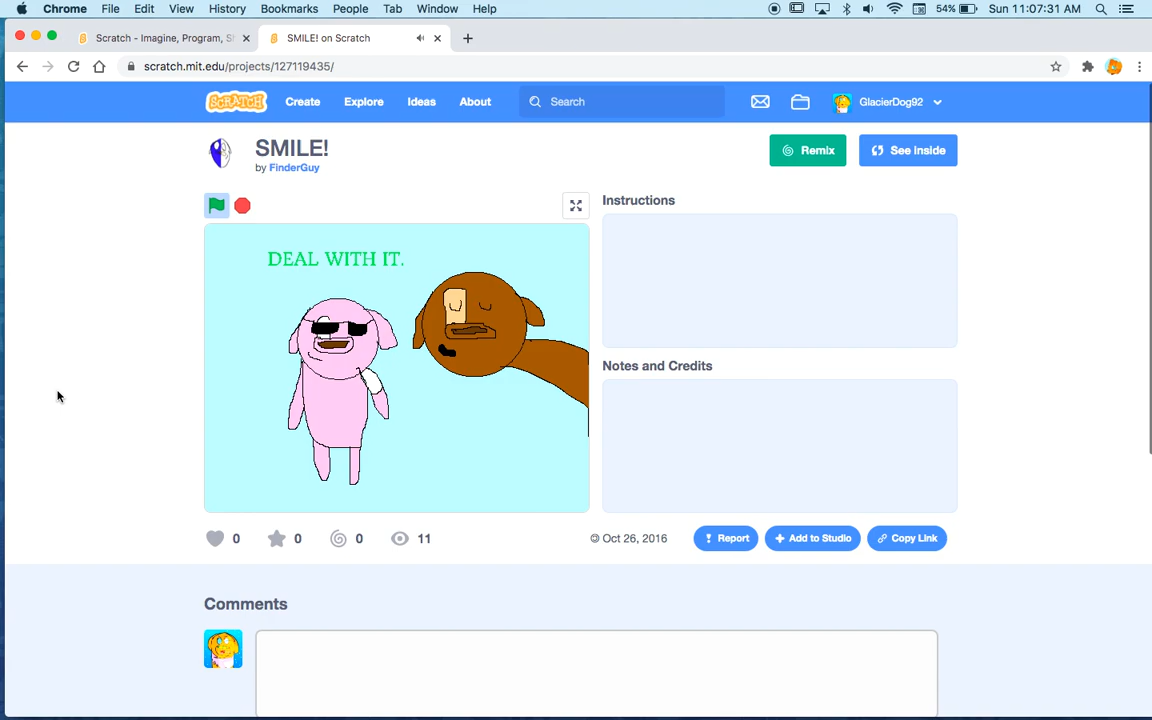 Chrome File Edit View History Bookmarks People Tab Window Help 54% Sun 11:07:31 AM
Scratch - Imagine, Program, S SMILE! on Scratch
scratch.mit.edu/projects/127119435/
SCRATCH Create Explore Ideas About Search GlacierDog92
SMILE!
by FinderGuy
Remix See inside
Instructions
DEAL WITH IT.
Notes and Credits
0 0 0 11 © Oct 26, 2016 Report Add to Studio Copy Link
Comments